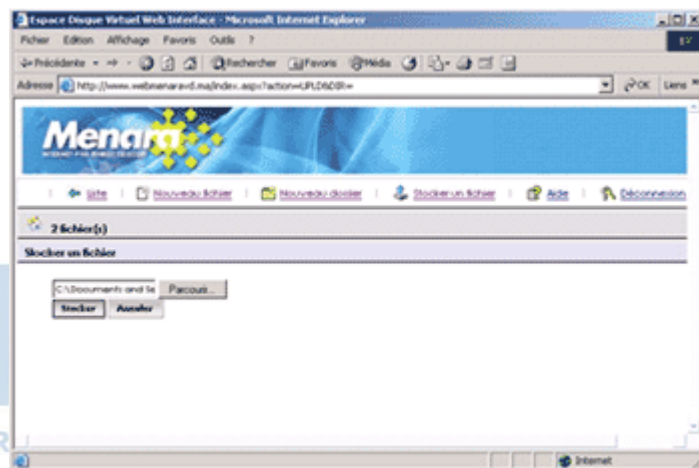 Espace Disque Virtuel Web Interface - Microsoft Internet Explorer
Fichier Edition Affichage Favoris Outils ?
Précédente Rechercher Favoris Média
Adresse http://www.webmenaravd.ma/index.aspx?action=UPLD&DIR= OK Liens
Menara
Liste Nouveau fichier Nouveau dossier Stocker un fichier Aide Déconnexion
2 fichier(s)
Stocker un fichier
C:\Documents and Se Parcourir...
Stocker Annuler
R
Internet